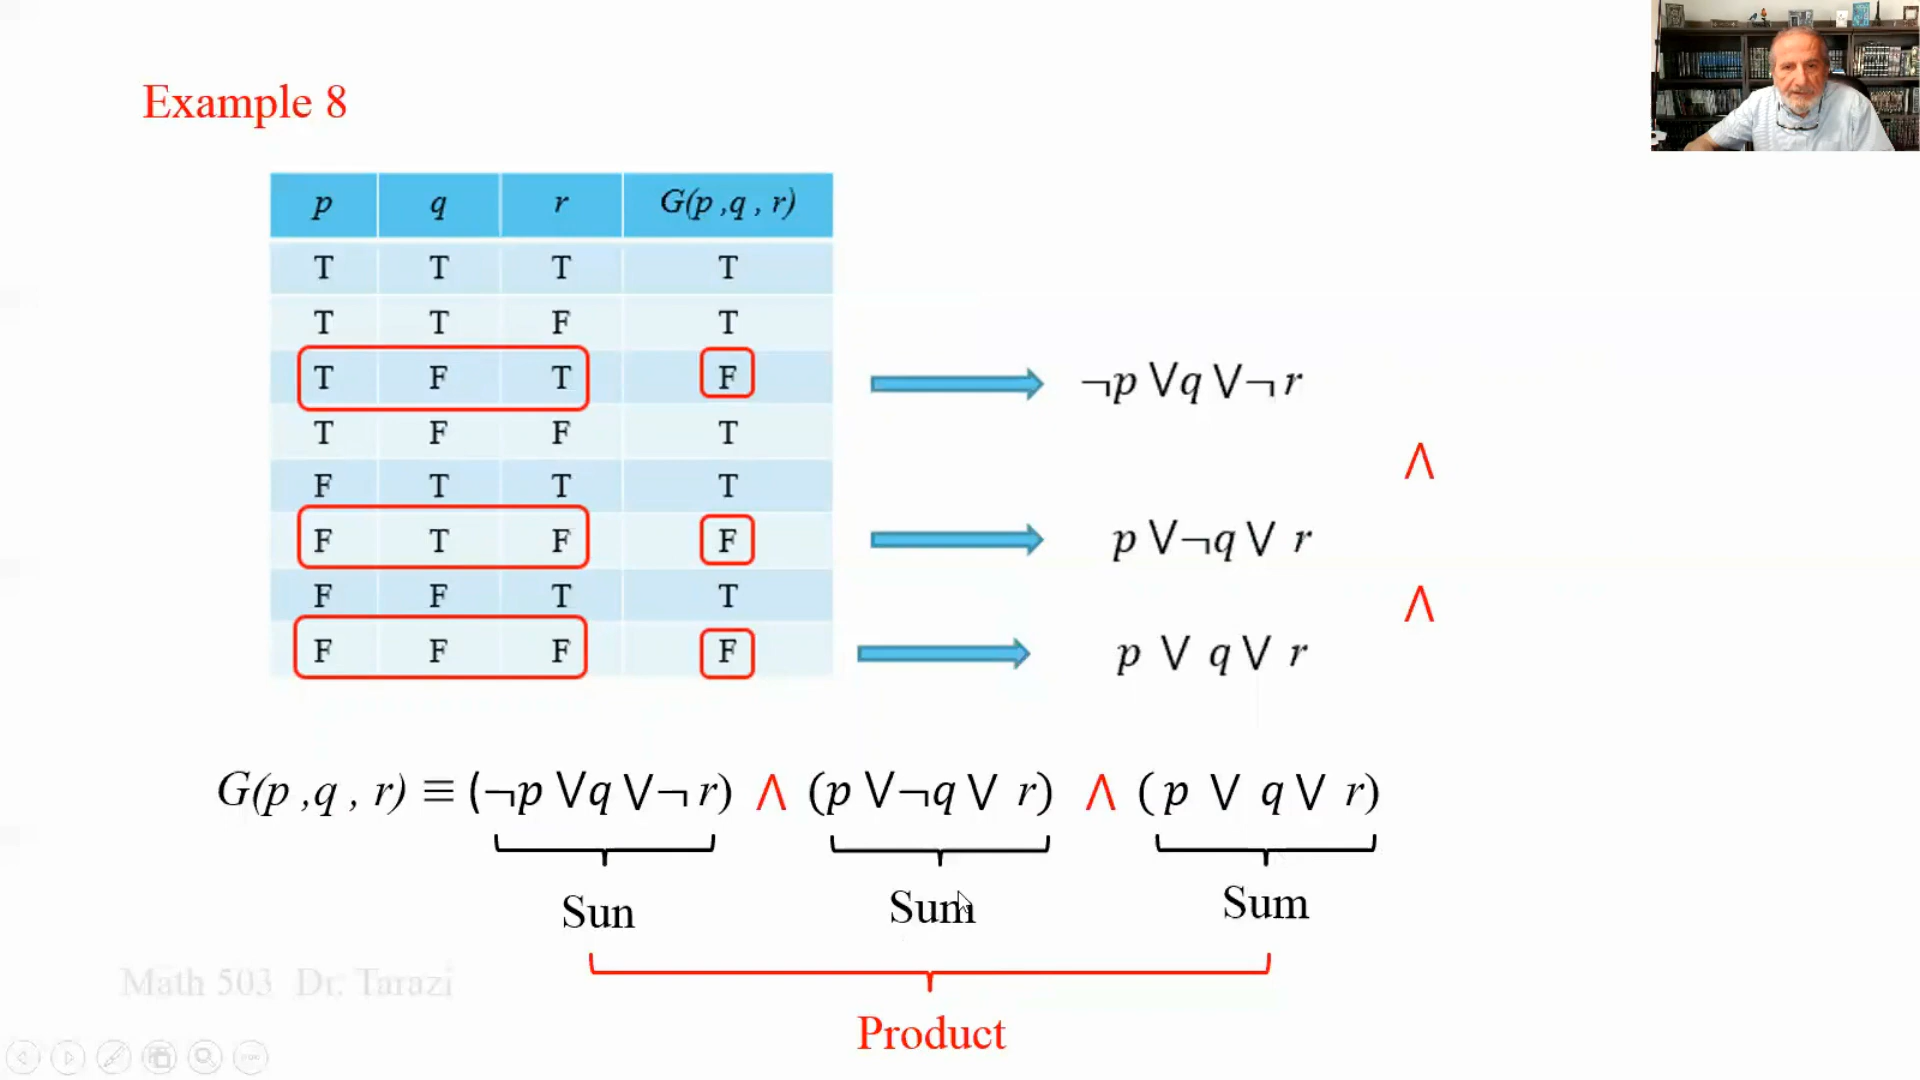 Example 8
p q r G(p ,q , r)
T T T T
T T F T
T F T F
¬p ⋁q ⋁¬ r
T F F T
⋀
F T T T
F T F F
p ⋁¬q ⋁ r
F F T T
⋀
F F F F
p ⋁ q ⋁ r
G(p ,q , r) ≡ (¬p ⋁q ⋁¬ r) ⋀ (p ⋁¬q ⋁ r) ⋀ ( p ⋁ q ⋁ r)
Sun Sum Sum
Math 503 Dr. Tarazi
Product